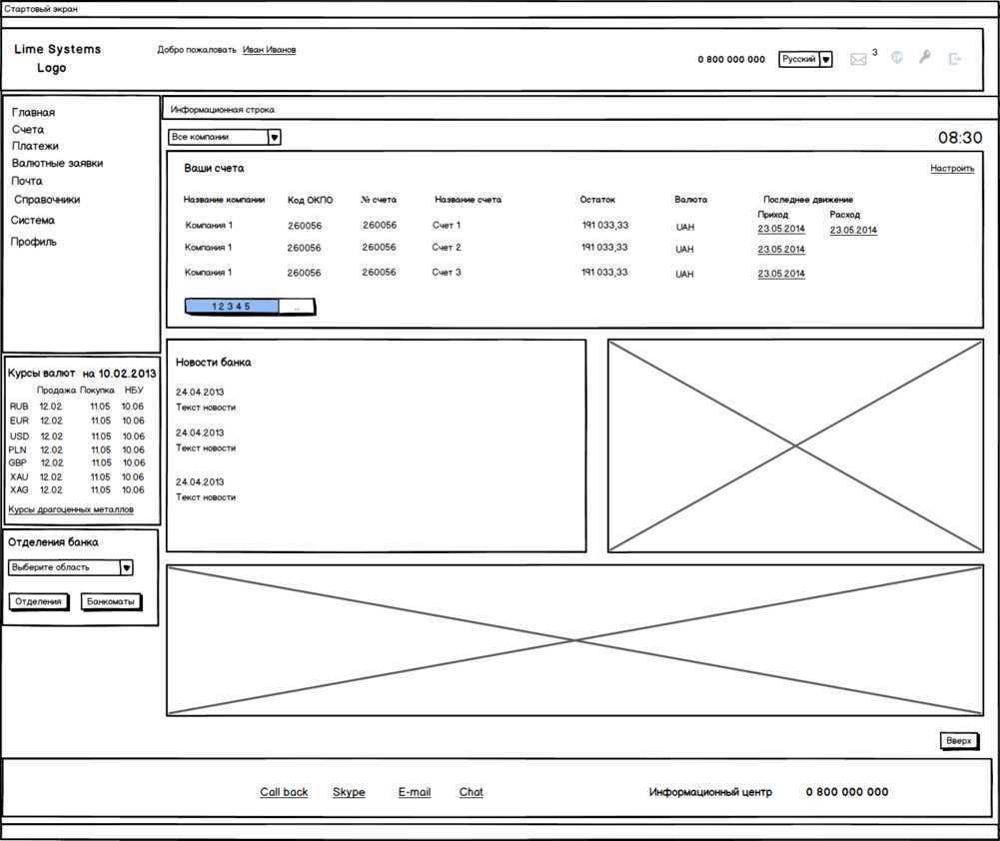 Стартовый экран
Lime Systems
Logo
Добро пожаловать Иван Иванов
0 800 000 000
Русский
3
Главная
Счета
Платежи
Валютные заявки
Почта
Справочники
Система
Профиль
Информационная строка
Все компании
08:30
Ваши счета
Настроить
Название компании Код ОКПО № счета Название счета Остаток Валюта Последнее движение
Приход Расход
Компания 1 260056 260056 Счет 1 191 033,33 UAH 23.05.2014 23.05.2014
Компания 1 260056 260056 Счет 2 191 033,33 UAH 23.05.2014
Компания 1 260056 260056 Счет 3 191 033,33 UAH 23.05.2014
1 2 3 4 5 ...
Курсы валют на 10.02.2013
Продажа Покупка НБУ
RUB 12.02 11.05 10.06
EUR 12.02 11.05 10.06
USD 12.02 11.05 10.06
PLN 12.02 11.05 10.06
GBP 12.02 11.05 10.06
XAU 12.02 11.05 10.06
XAG 12.02 11.05 10.06
Курсы драгоценных металлов
Новости банка
24.04.2013
Текст новости
24.04.2013
Текст новости
24.04.2013
Текст новости
Отделения банка
Выберите область
Отделения Банкоматы
Вверх
Call back Skype E-mail Chat Информационный центр 0 800 000 000